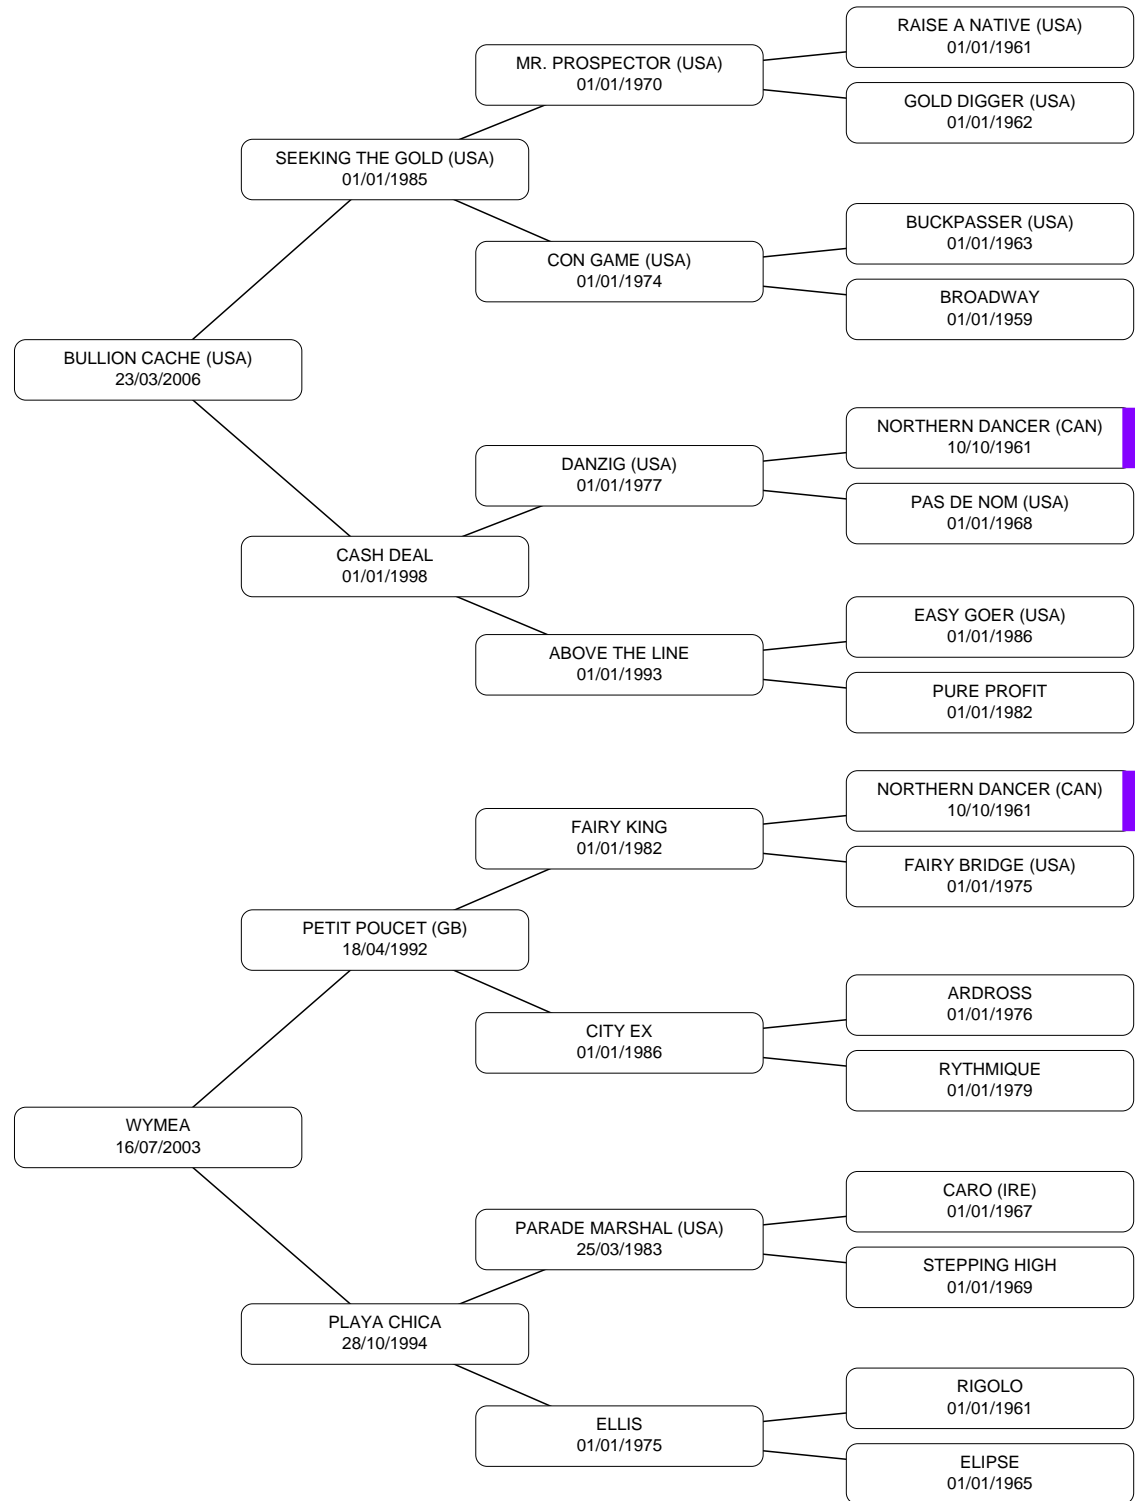 RAISE A NATIVE (USA)
01/01/1961
MR. PROSPECTOR (USA)
01/01/1970
GOLD DIGGER (USA)
01/01/1962
SEEKING THE GOLD (USA)
01/01/1985
BUCKPASSER (USA)
01/01/1963
CON GAME (USA)
01/01/1974
BROADWAY
01/01/1959
BULLION CACHE (USA)
23/03/2006
NORTHERN DANCER (CAN)
10/10/1961
DANZIG (USA)
01/01/1977
PAS DE NOM (USA)
01/01/1968
CASH DEAL
01/01/1998
EASY GOER (USA)
01/01/1986
ABOVE THE LINE
01/01/1993
PURE PROFIT
01/01/1982
NORTHERN DANCER (CAN)
10/10/1961
FAIRY KING
01/01/1982
FAIRY BRIDGE (USA)
01/01/1975
PETIT POUCET (GB)
18/04/1992
ARDROSS
01/01/1976
CITY EX
01/01/1986
RYTHMIQUE
01/01/1979
WYMEA
16/07/2003
CARO (IRE)
01/01/1967
PARADE MARSHAL (USA)
25/03/1983
STEPPING HIGH
01/01/1969
PLAYA CHICA
28/10/1994
RIGOLO
01/01/1961
ELLIS
01/01/1975
ELIPSE
01/01/1965